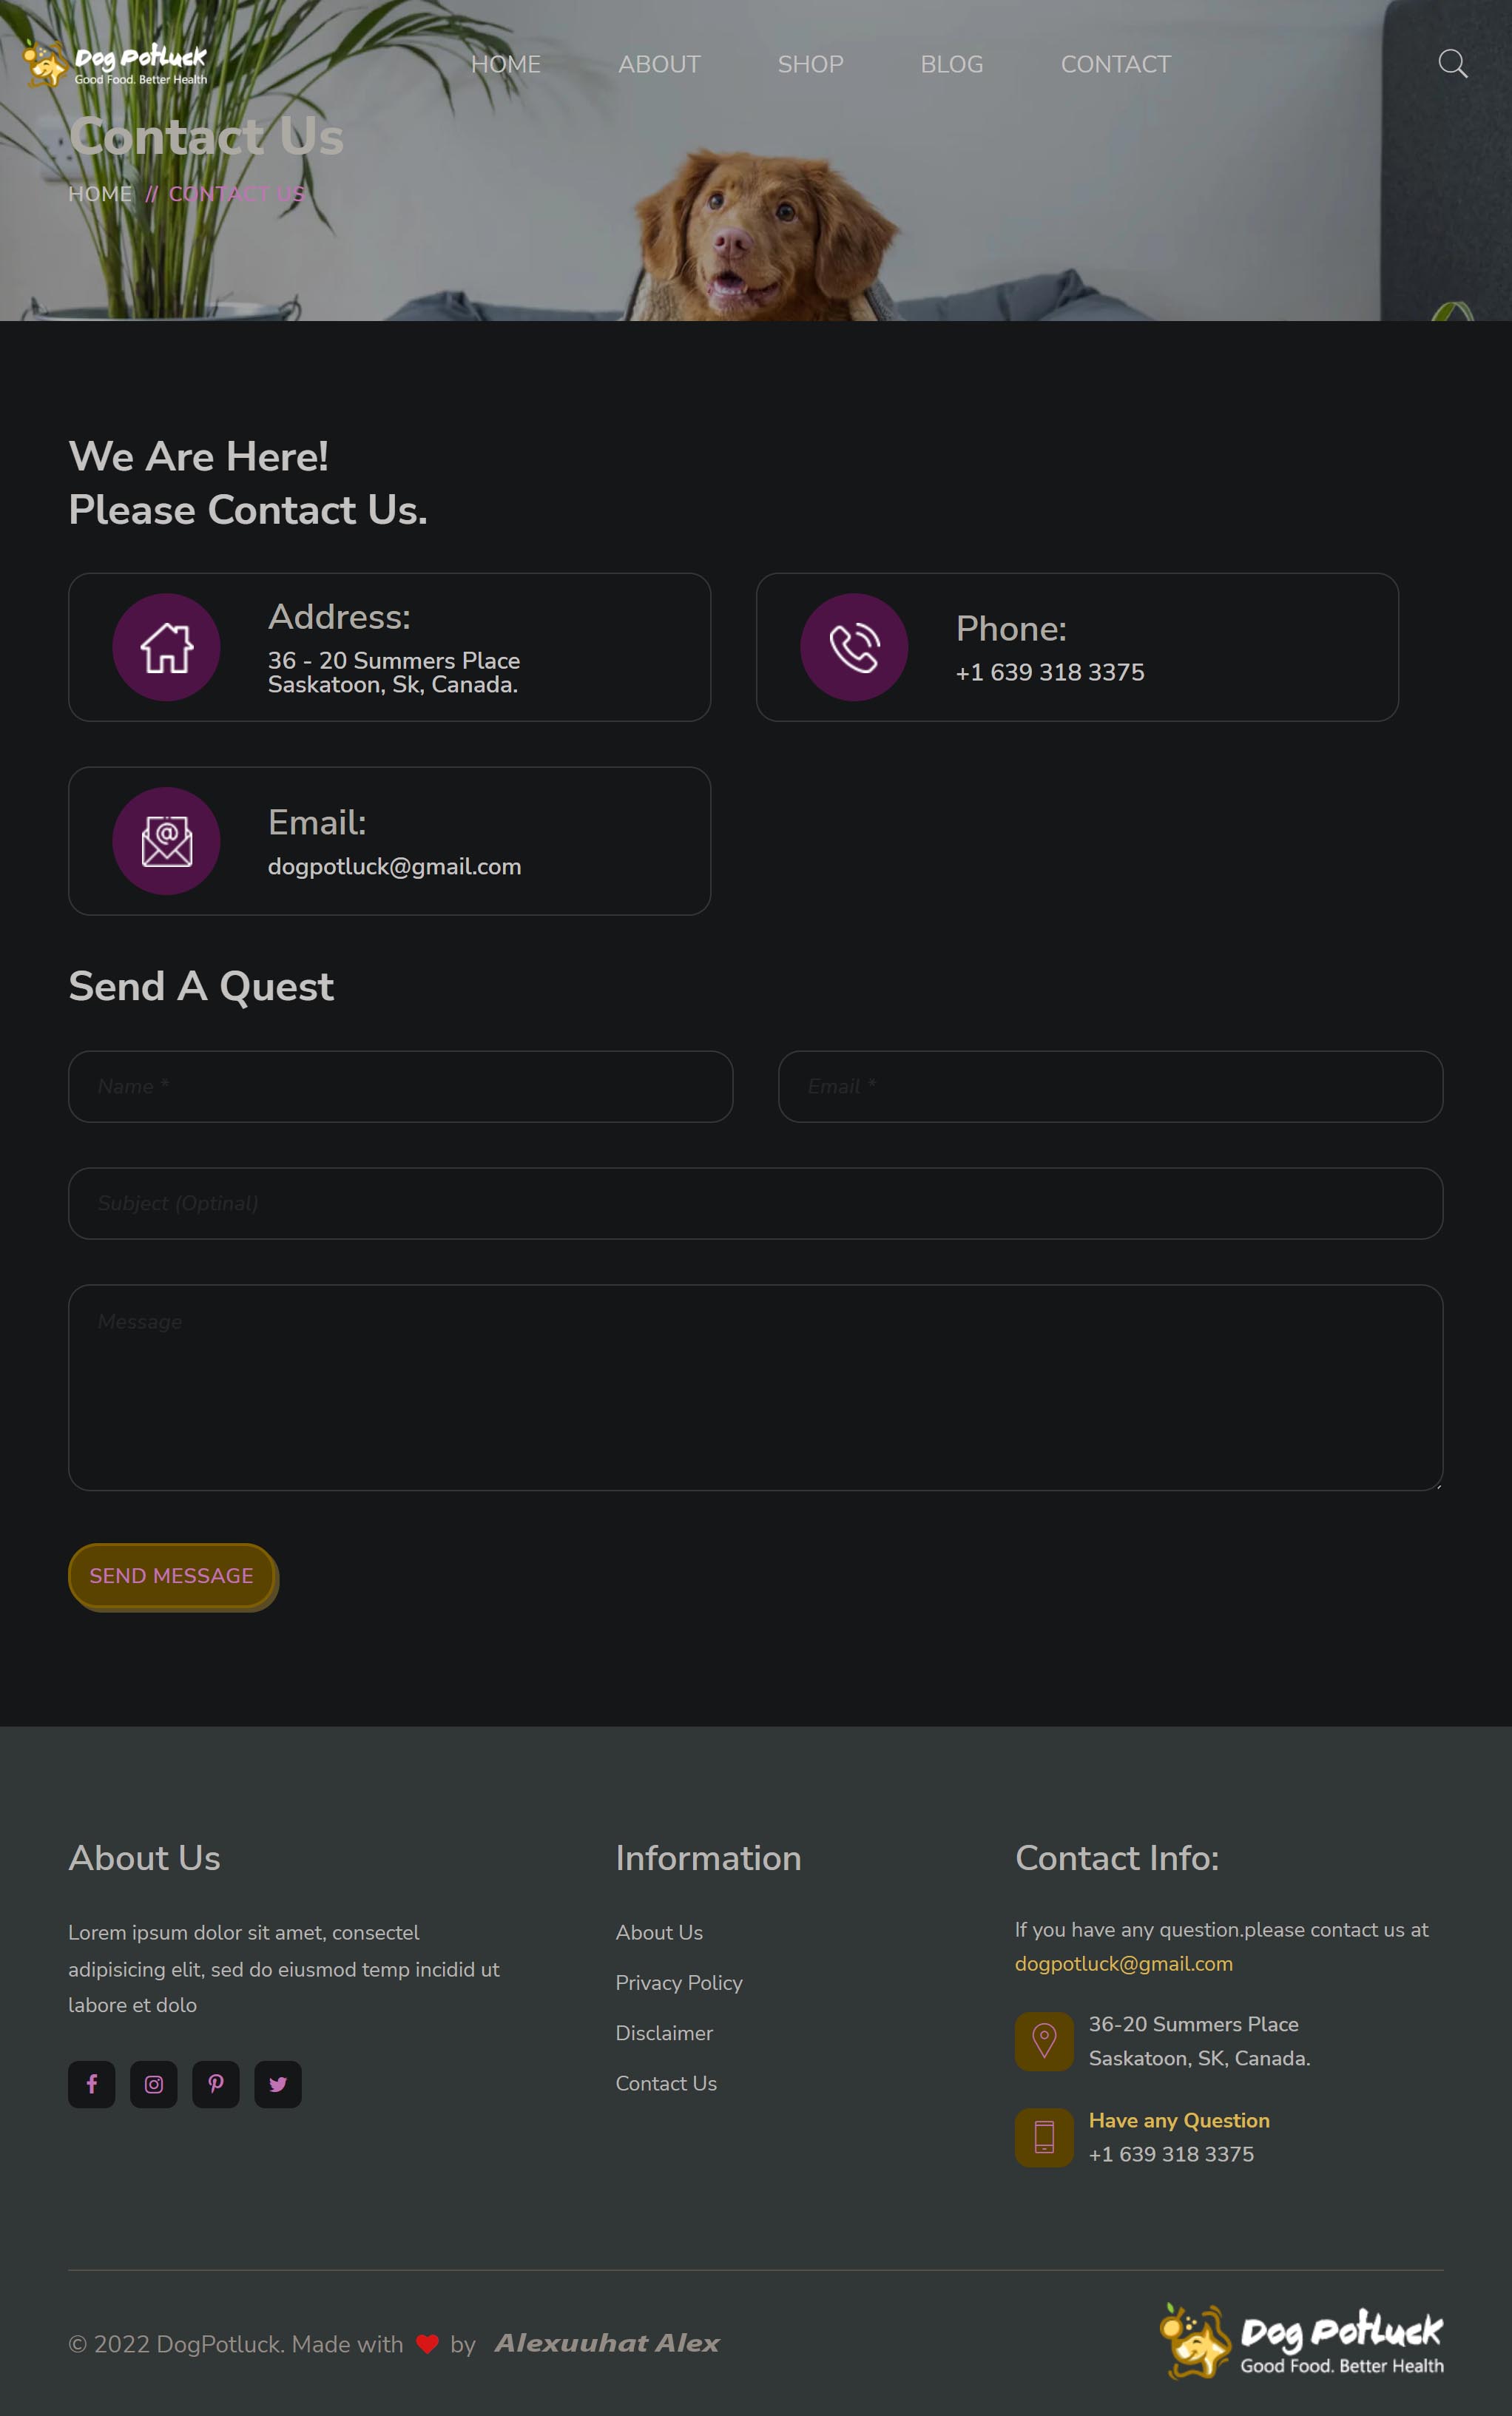 Dog Potluck
Good Food. Better Health
HOME ABOUT SHOP BLOG CONTACT
Contact Us
HOME // CONTACT US
We Are Here!
Please Contact Us.
Address:
36 - 20 Summers Place
Saskatoon, Sk, Canada.
Phone:
+1 639 318 3375
Email:
dogpotluck@gmail.com
Send A Quest
Name *
Email *
Subject (Optinal)
Message
SEND MESSAGE
About Us
Lorem ipsum dolor sit amet, consectel
adipisicing elit, sed do eiusmod temp incidid ut
labore et dolo
Information
About Us
Privacy Policy
Disclaimer
Contact Us
Contact Info:
If you have any question.please contact us at
dogpotluck@gmail.com
36-20 Summers Place
Saskatoon, SK, Canada.
Have any Question
+1 639 318 3375
© 2022 DogPotluck. Made with ❤ by Alexuuhat Alex
Dog Potluck
Good Food. Better Health